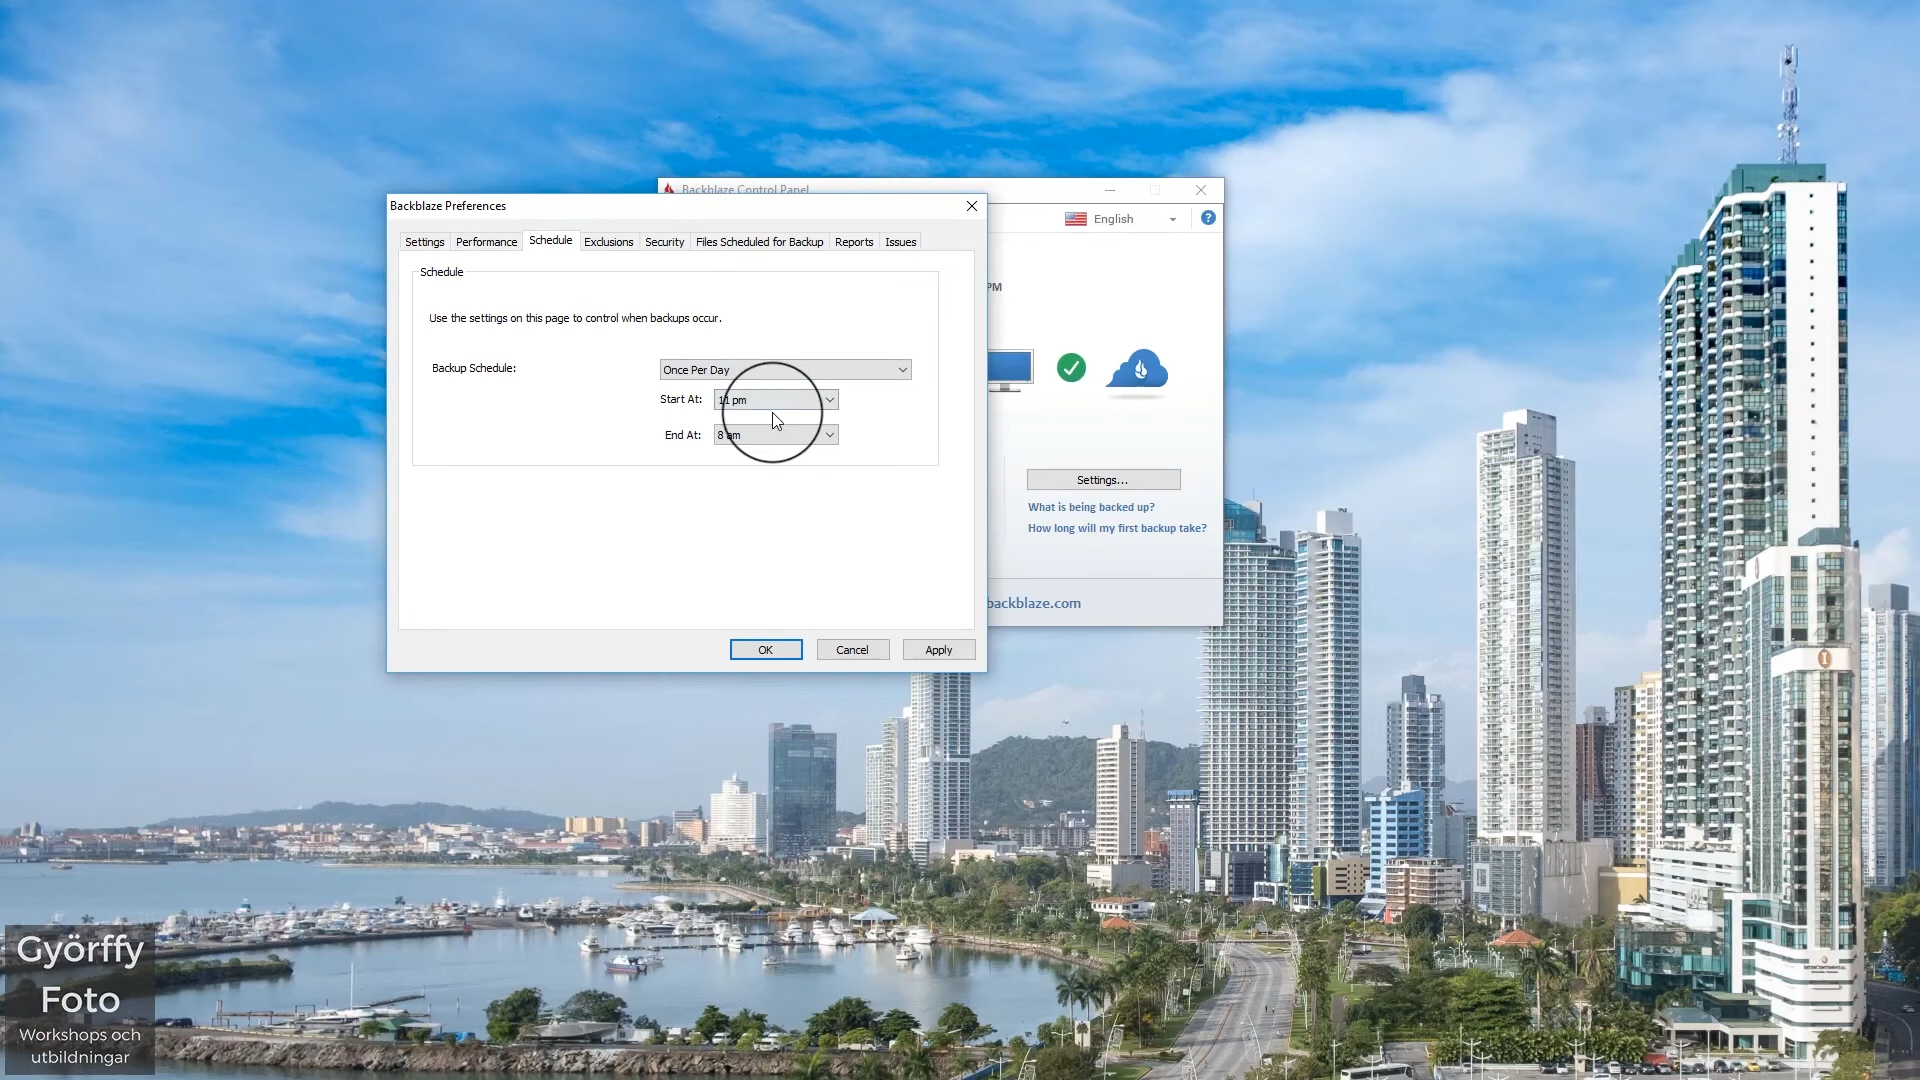 Backblaze Control Panel
Backblaze Preferences
English
?
Settings
Performance
Schedule
Exclusions
Security
Files Scheduled for Backup
Reports
Issues
Schedule
PM
Use the settings on this page to control when backups occur.
Backup Schedule:
Once Per Day
Start At:
11 pm
End At:
8 am
Settings...
What is being backed up?
How long will my first backup take?
backblaze.com
OK
Cancel
Apply
Györffy
Foto
Workshops och
utbildningar
INTERCONTINENTAL